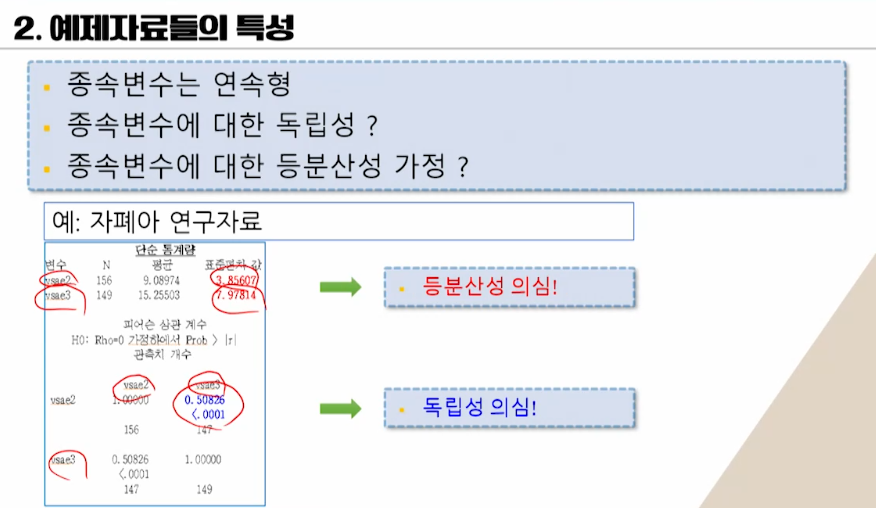 2. 예제자료들의 특성
▪ 종속변수는 연속형
▪ 종속변수에 대한 독립성 ?
▪ 종속변수에 대한 등분산성 가정 ?
예: 자폐아 연구자료
단순 통계량
변수 N 평균 표준편차 값
vsae2 156 9.08974 3.85607
vsae3 149 15.25503 7.97814
▪ 등분산성 의심!
피어슨 상관 계수
H0: Rho=0 가정하에서 Prob > |r|
관측치 개수
vsae2 vsae3
vsae2 1.00000 0.50826
<.0001
156 147
▪ 독립성 의심!
vsae3 0.50826 1.00000
<.0001
147 149